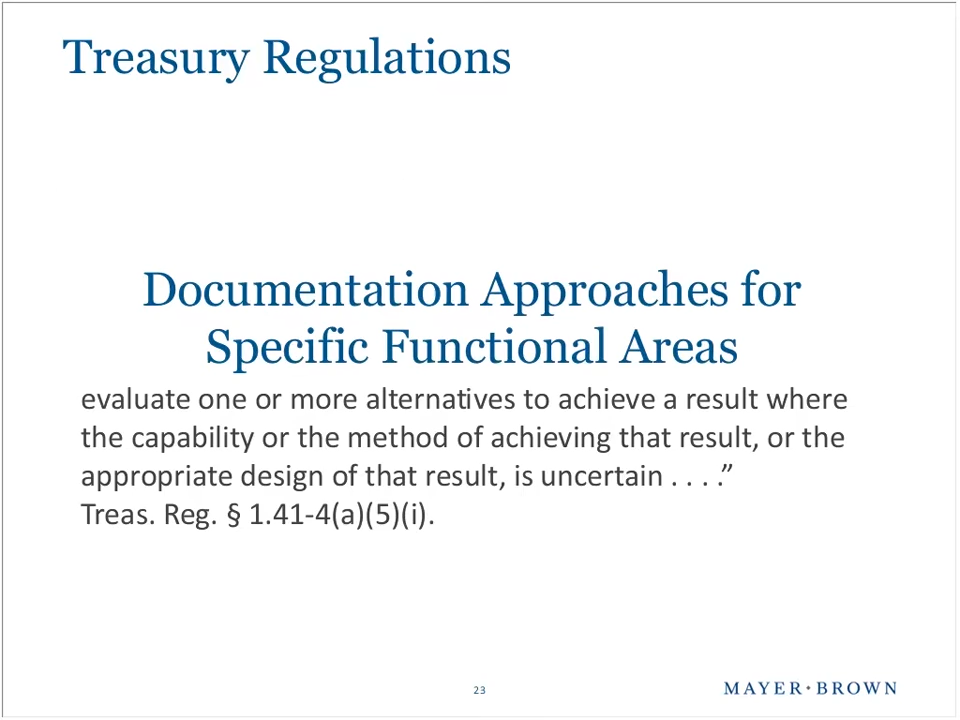 Treasury Regulations
Documentation Approaches for
Specific Functional Areas
evaluate one or more alternatives to achieve a result where
the capability or the method of achieving that result, or the
appropriate design of that result, is uncertain . . . .”
Treas. Reg. § 1.41-4(a)(5)(i).
23
MAYER•BROWN